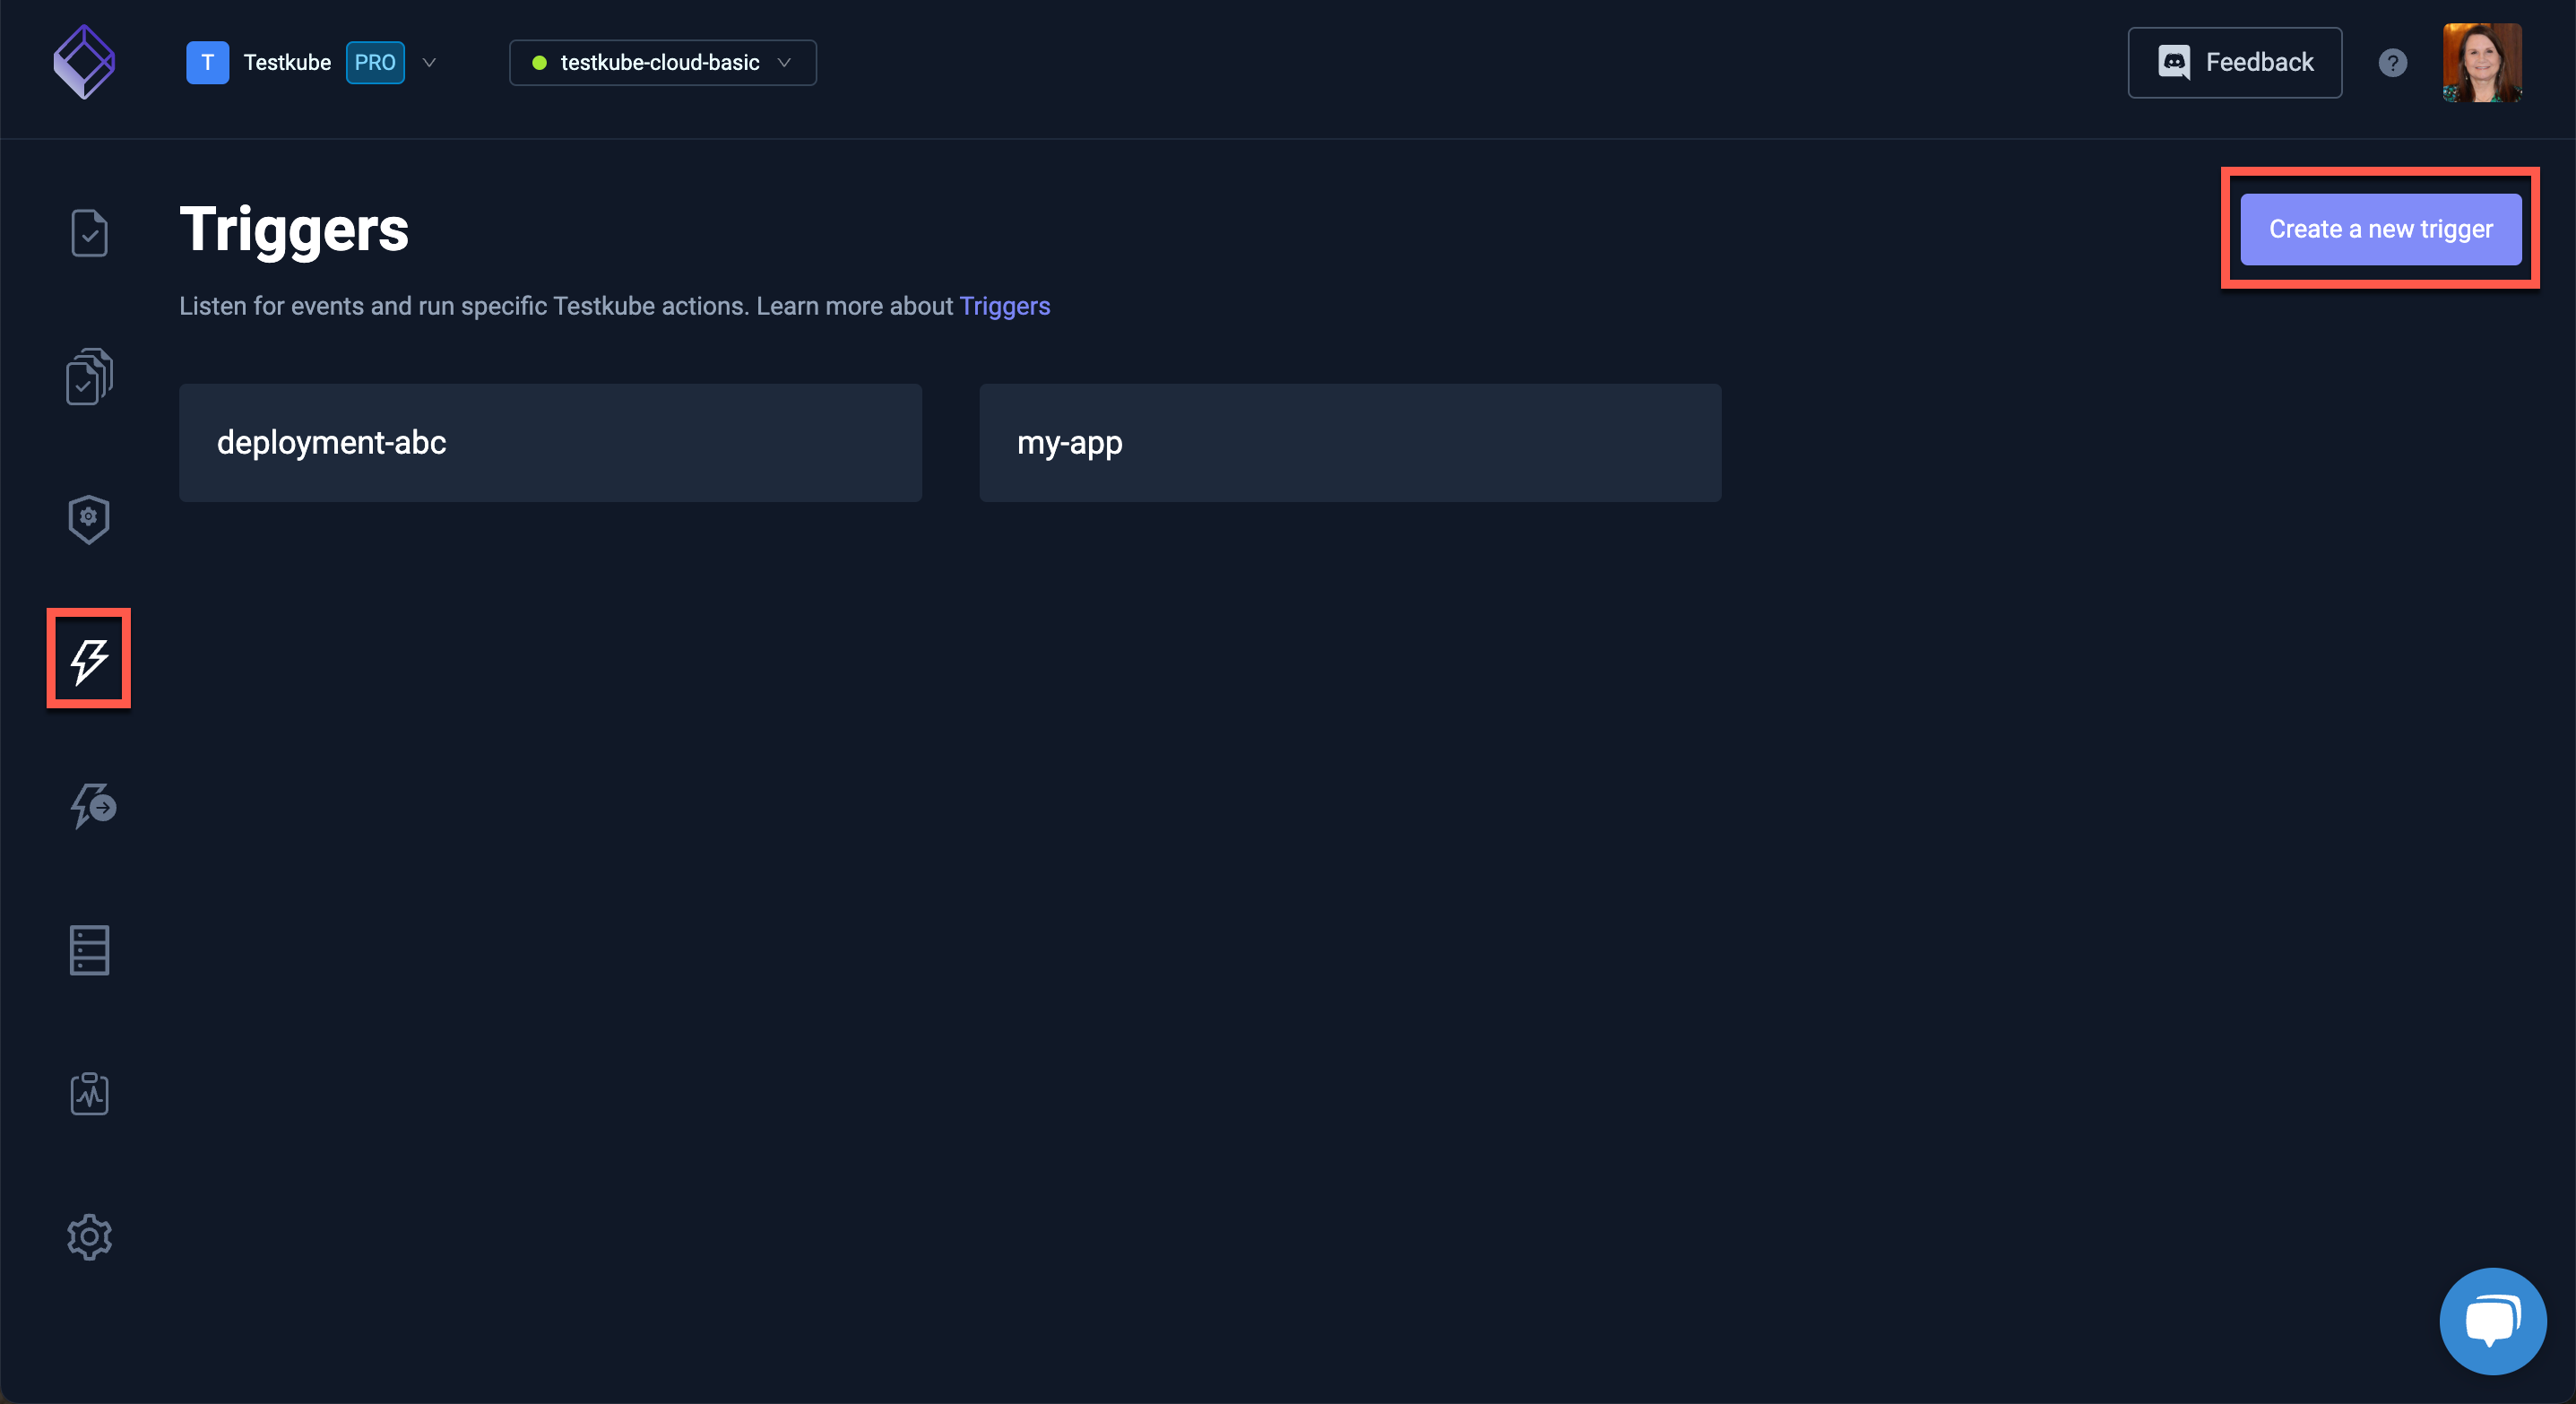 T Testkube PRO testkube-cloud-basic Feedback ?
Triggers
Create a new trigger
Listen for events and run specific Testkube actions. Learn more about Triggers
deployment-abc my-app